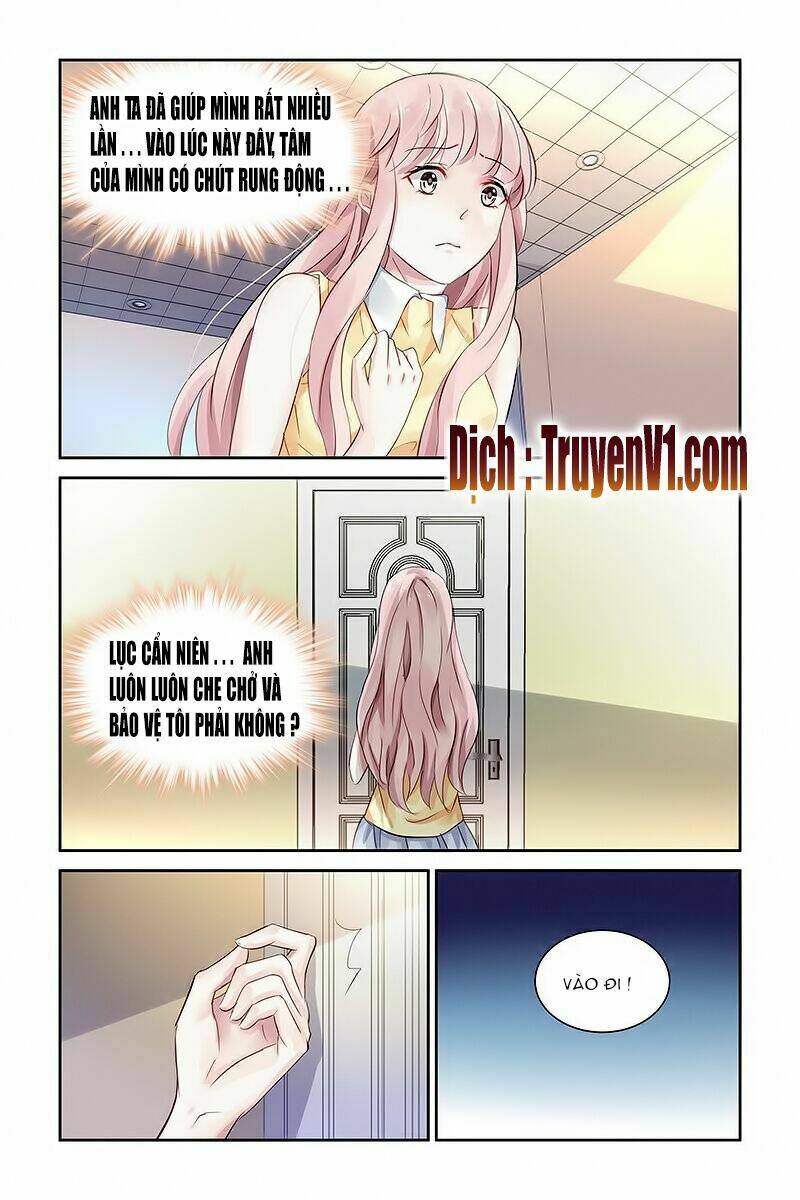 ANH TA ĐÃ GIÚP MÌNH RẤT NHIỀU
LẦN . . . VÀO LÚC NÀY ĐÂY, TÂM
CỦA MÌNH CÓ CHÚT RUNG ĐỘNG . . .
Dịch : TruyenV1.com
LỤC CẨN NIÊN . . . ANH
LUÔN LUÔN CHE CHỞ VÀ
BẢO VỆ TÔI PHẢI KHÔNG ?
VÀO ĐI !